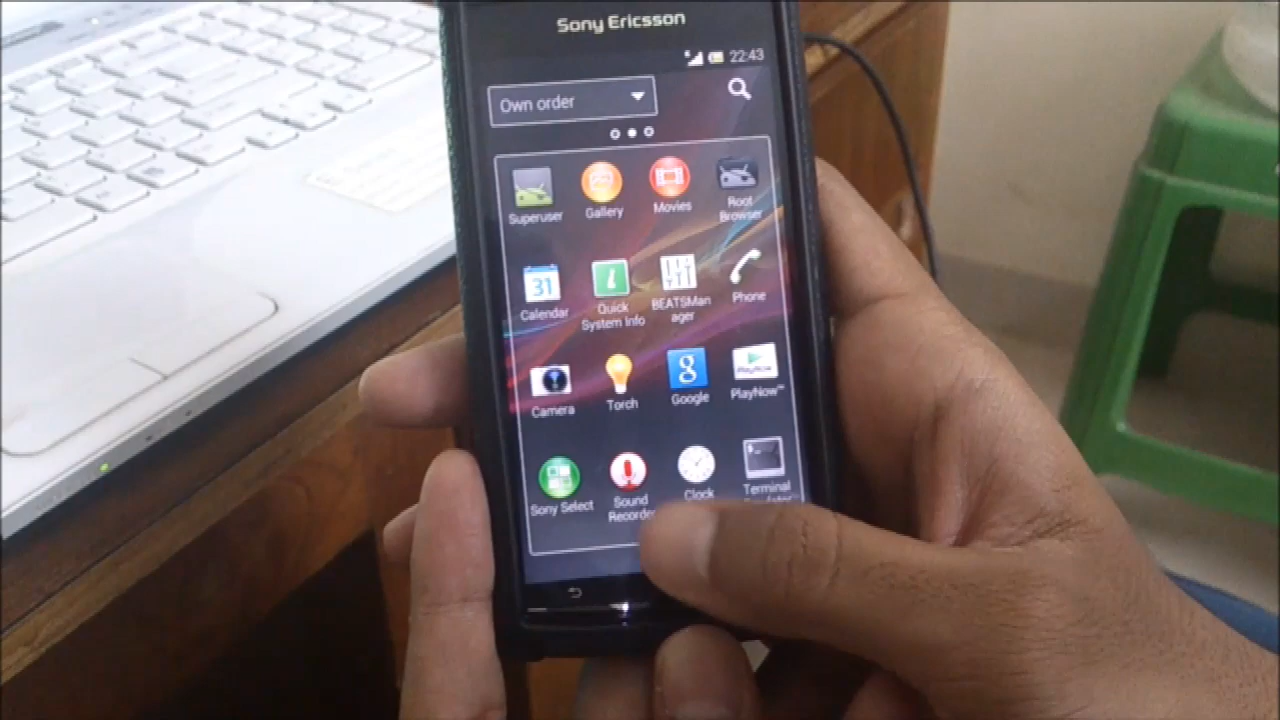 Sony Ericsson
22:43
Own order
Superuser
Gallery
Movies
Root
Browser
31
Calendar
Quick
System Info
BEATSMan
ager
Phone
Camera
Torch
g
Google
PlayNow
PlayNow™
Sony Select
Sound
Recorder
Clock
Terminal